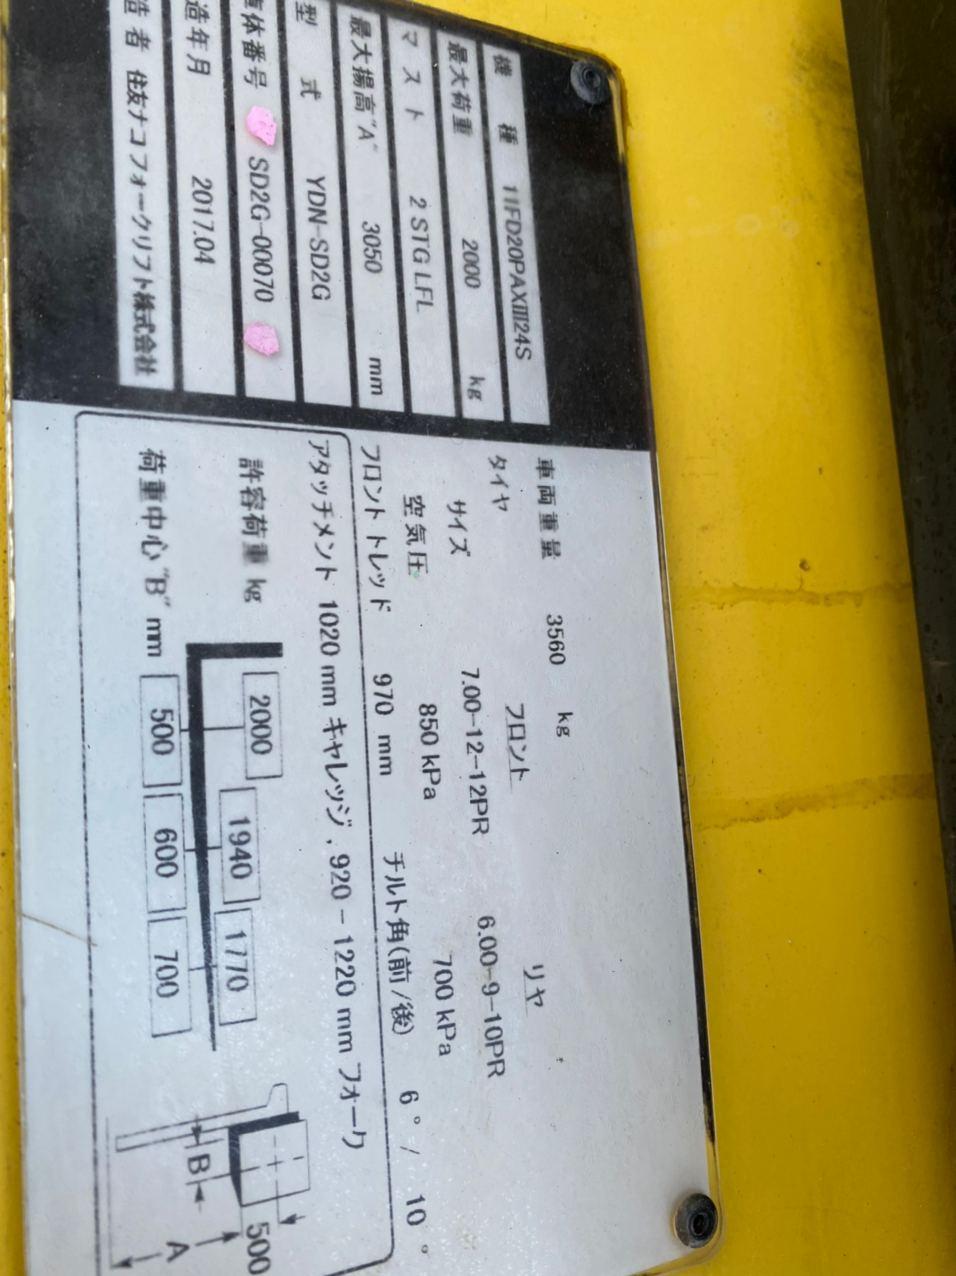 機 種 11FD20PAXⅢ24S
最大荷重 2000 kg
マスト 2 STG LFL
最大揚高"A" 3050 mm
型 式 YDN-SD2G
車体番号 SD2G-00070
造年月 2017.04
造者 住友ナコフォークリフト株式会社
車両重量 3560 kg
タイヤ フロント リヤ
サイズ 7.00-12-12PR 6.00-9-10PR
空気圧 850 kPa 700 kPa
フロントトレッド 970 mm チルト角(前/後) 6°/ 10°
アタッチメント 1020 mm キャレッジ, 920-1220 mm フォーク
許容荷重 kg 2000 1940 1770
荷重中心"B" mm 500 600 700
500
B
A